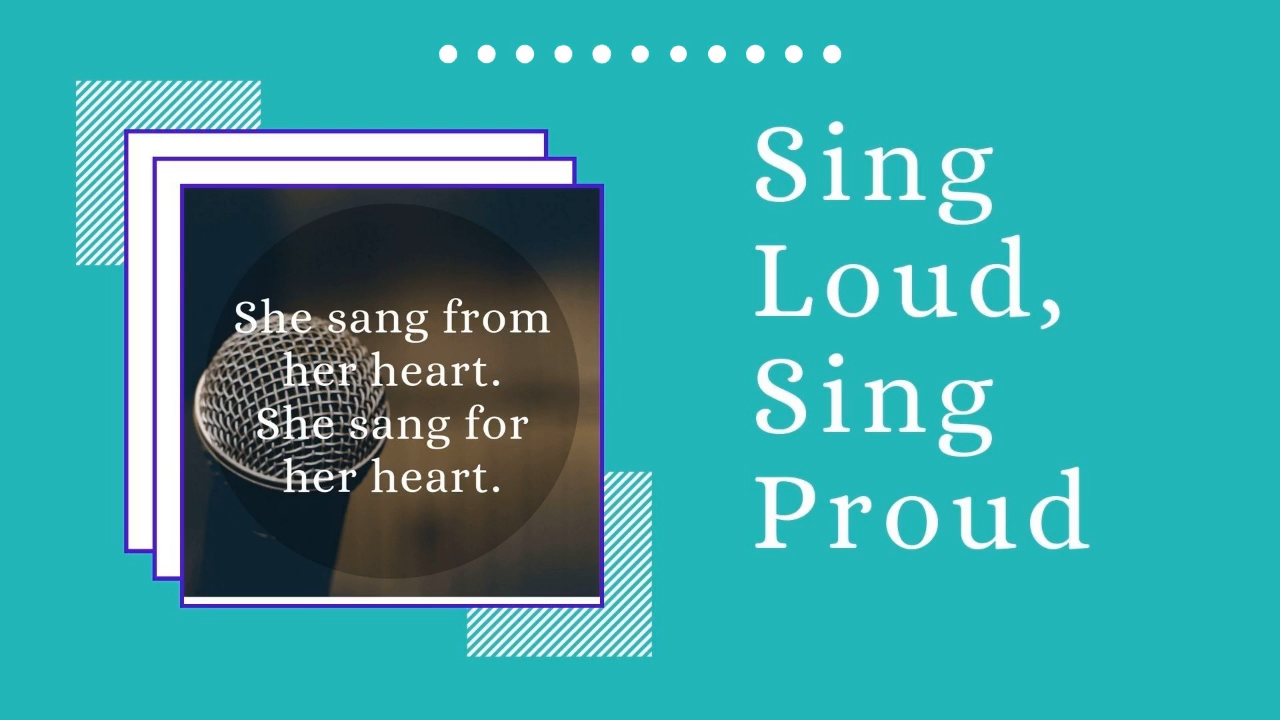 She sang from
her heart.
She sang for
her heart.
Sing
Loud,
Sing
Proud